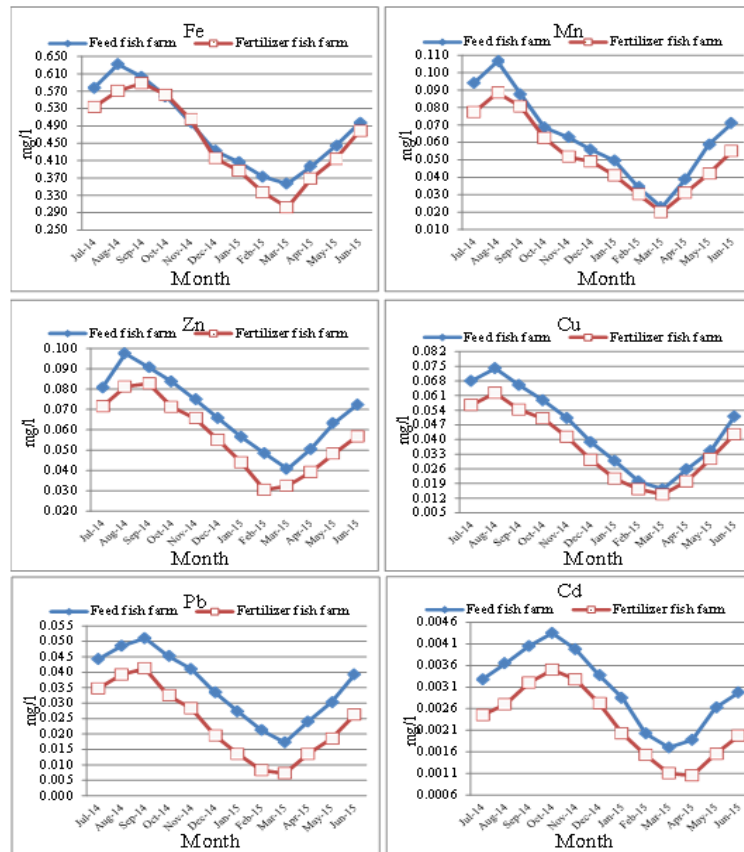 Fe
Feed fish farm Fertilizer fish farm
mg/l
0.650
0.610
0.570
0.530
0.490
0.450
0.410
0.370
0.330
0.290
0.250
Jul-14 Aug-14 Sep-14 Oct-14 Nov-14 Dec-14 Jan-15 Feb-15 Mar-15 Apr-15 May-15 Jun-15
Month
Mn
Feed fish farm Fertilizer fish farm
mg/l
0.110
0.090
0.070
0.050
0.030
0.010
Jul-14 Aug-14 Sep-14 Oct-14 Nov-14 Dec-14 Jan-15 Feb-15 Mar-15 Apr-15 May-15 Jun-15
Month
Zn
Feed fish farm Fertilizer fish farm
mg/l
0.100
0.090
0.080
0.070
0.060
0.050
0.040
0.030
0.020
Jul-14 Aug-14 Sep-14 Oct-14 Nov-14 Dec-14 Jan-15 Feb-15 Mar-15 Apr-15 May-15 Jun-15
Month
Cu
Feed fish farm Fertilizer fish farm
mg/l
0.082
0.075
0.068
0.061
0.054
0.047
0.040
0.033
0.026
0.019
0.012
0.005
Jul-14 Aug-14 Sep-14 Oct-14 Nov-14 Dec-14 Jan-15 Feb-15 Mar-15 Apr-15 May-15 Jun-15
Month
Pb
Feed fish farm Fertilizer fish farm
mg/l
0.055
0.050
0.045
0.040
0.035
0.030
0.025
0.020
0.015
0.010
0.005
0.000
Jul-14 Aug-14 Sep-14 Oct-14 Nov-14 Dec-14 Jan-15 Feb-15 Mar-15 Apr-15 May-15 Jun-15
Month
Cd
Feed fish farm Fertilizer fish farm
mg/l
0.0046
0.0041
0.0036
0.0031
0.0026
0.0021
0.0016
0.0011
0.0006
Jul-14 Aug-14 Sep-14 Oct-14 Nov-14 Dec-14 Jan-15 Feb-15 Mar-15 Apr-15 May-15 Jun-15
Month